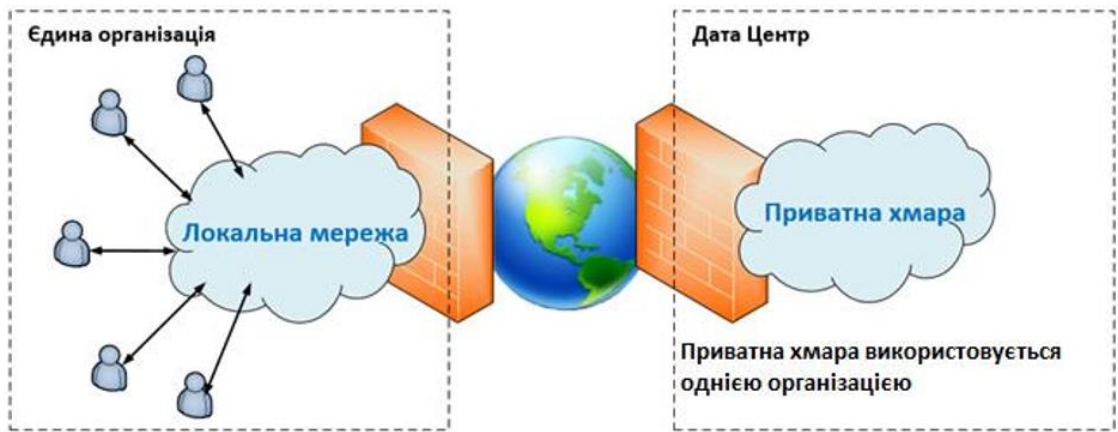 Єдина організація
Дата Центр
Локальна мережа
Приватна хмара
Приватна хмара використовується
однією організацією